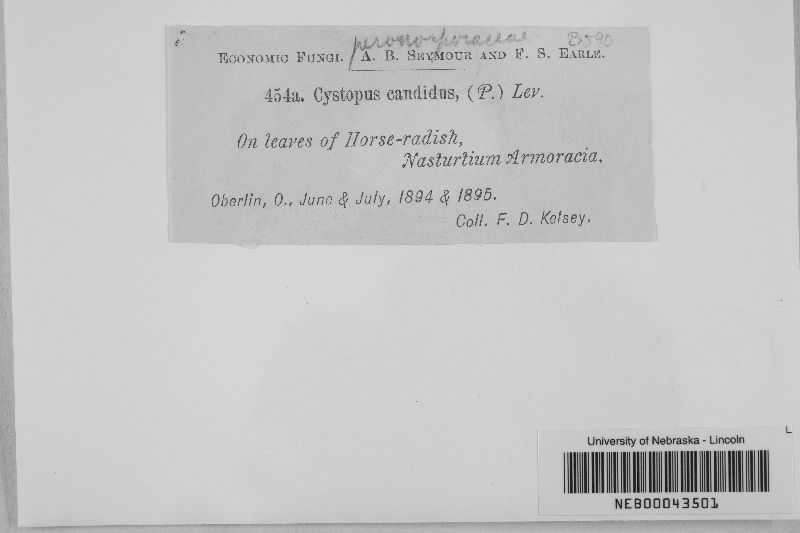 peronosporaceae B590
Economic Fungi. A. B. Seymour and F. S. Earle.
454a. Cystopus candidus, (P.) Lev.
On leaves of Horse-radish,
Nasturtium Armoracia.
Oberlin, O., June & July, 1894 & 1895.
Coll. F. D. Kelsey.
L
University of Nebraska - Lincoln
NEB00043501